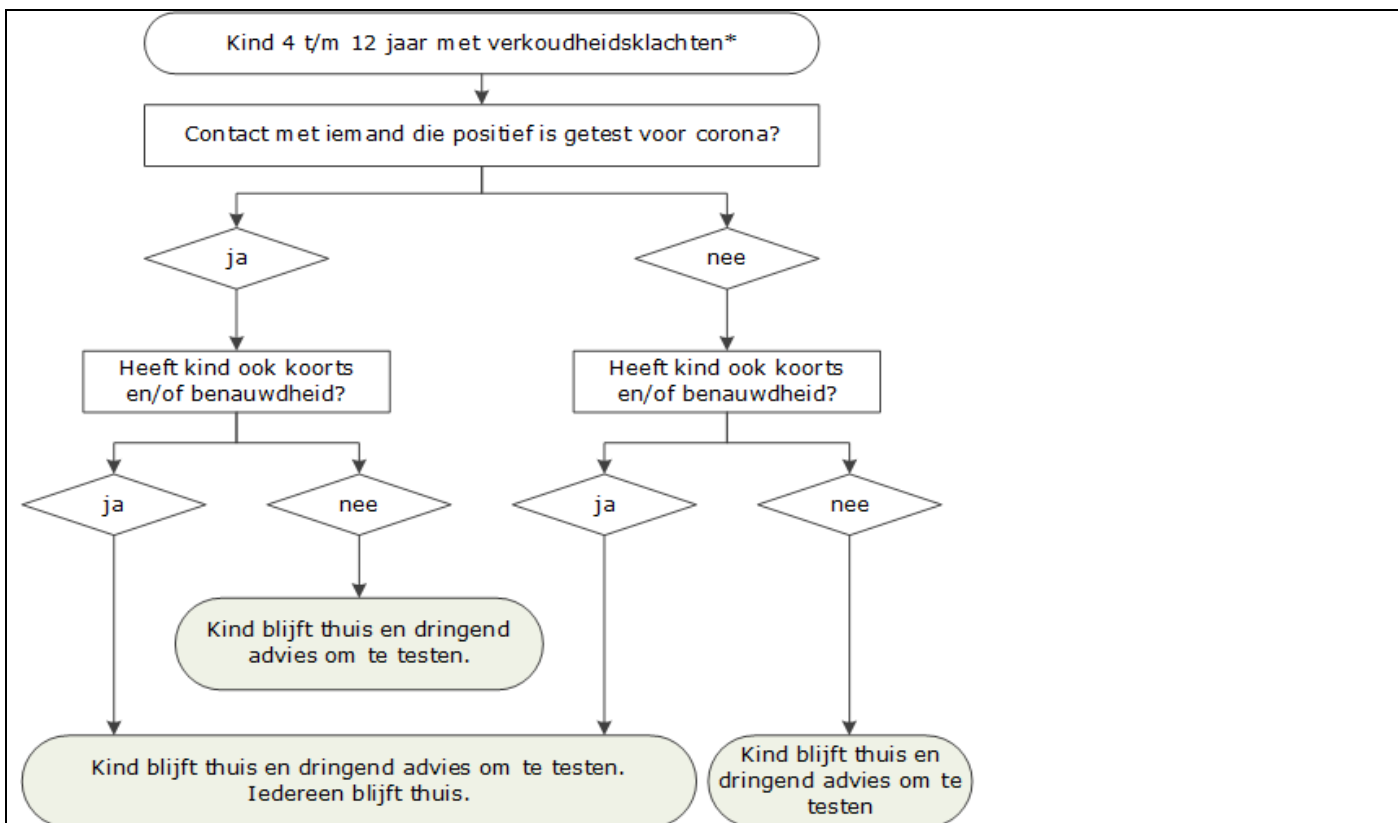 Kind 4 t/m 12 jaar met verkoudheidsklachten*
Contact met iemand die positief is getest voor corona?
ja
nee
Heeft kind ook koorts
en/of benauwdheid?
Heeft kind ook koorts
en/of benauwdheid?
ja
nee
ja
nee
Kind blijft thuis en dringend
advies om te testen.
Kind blijft thuis en dringend advies om te testen.
Iedereen blijft thuis.
Kind blijft thuis en
dringend advies om te
testen